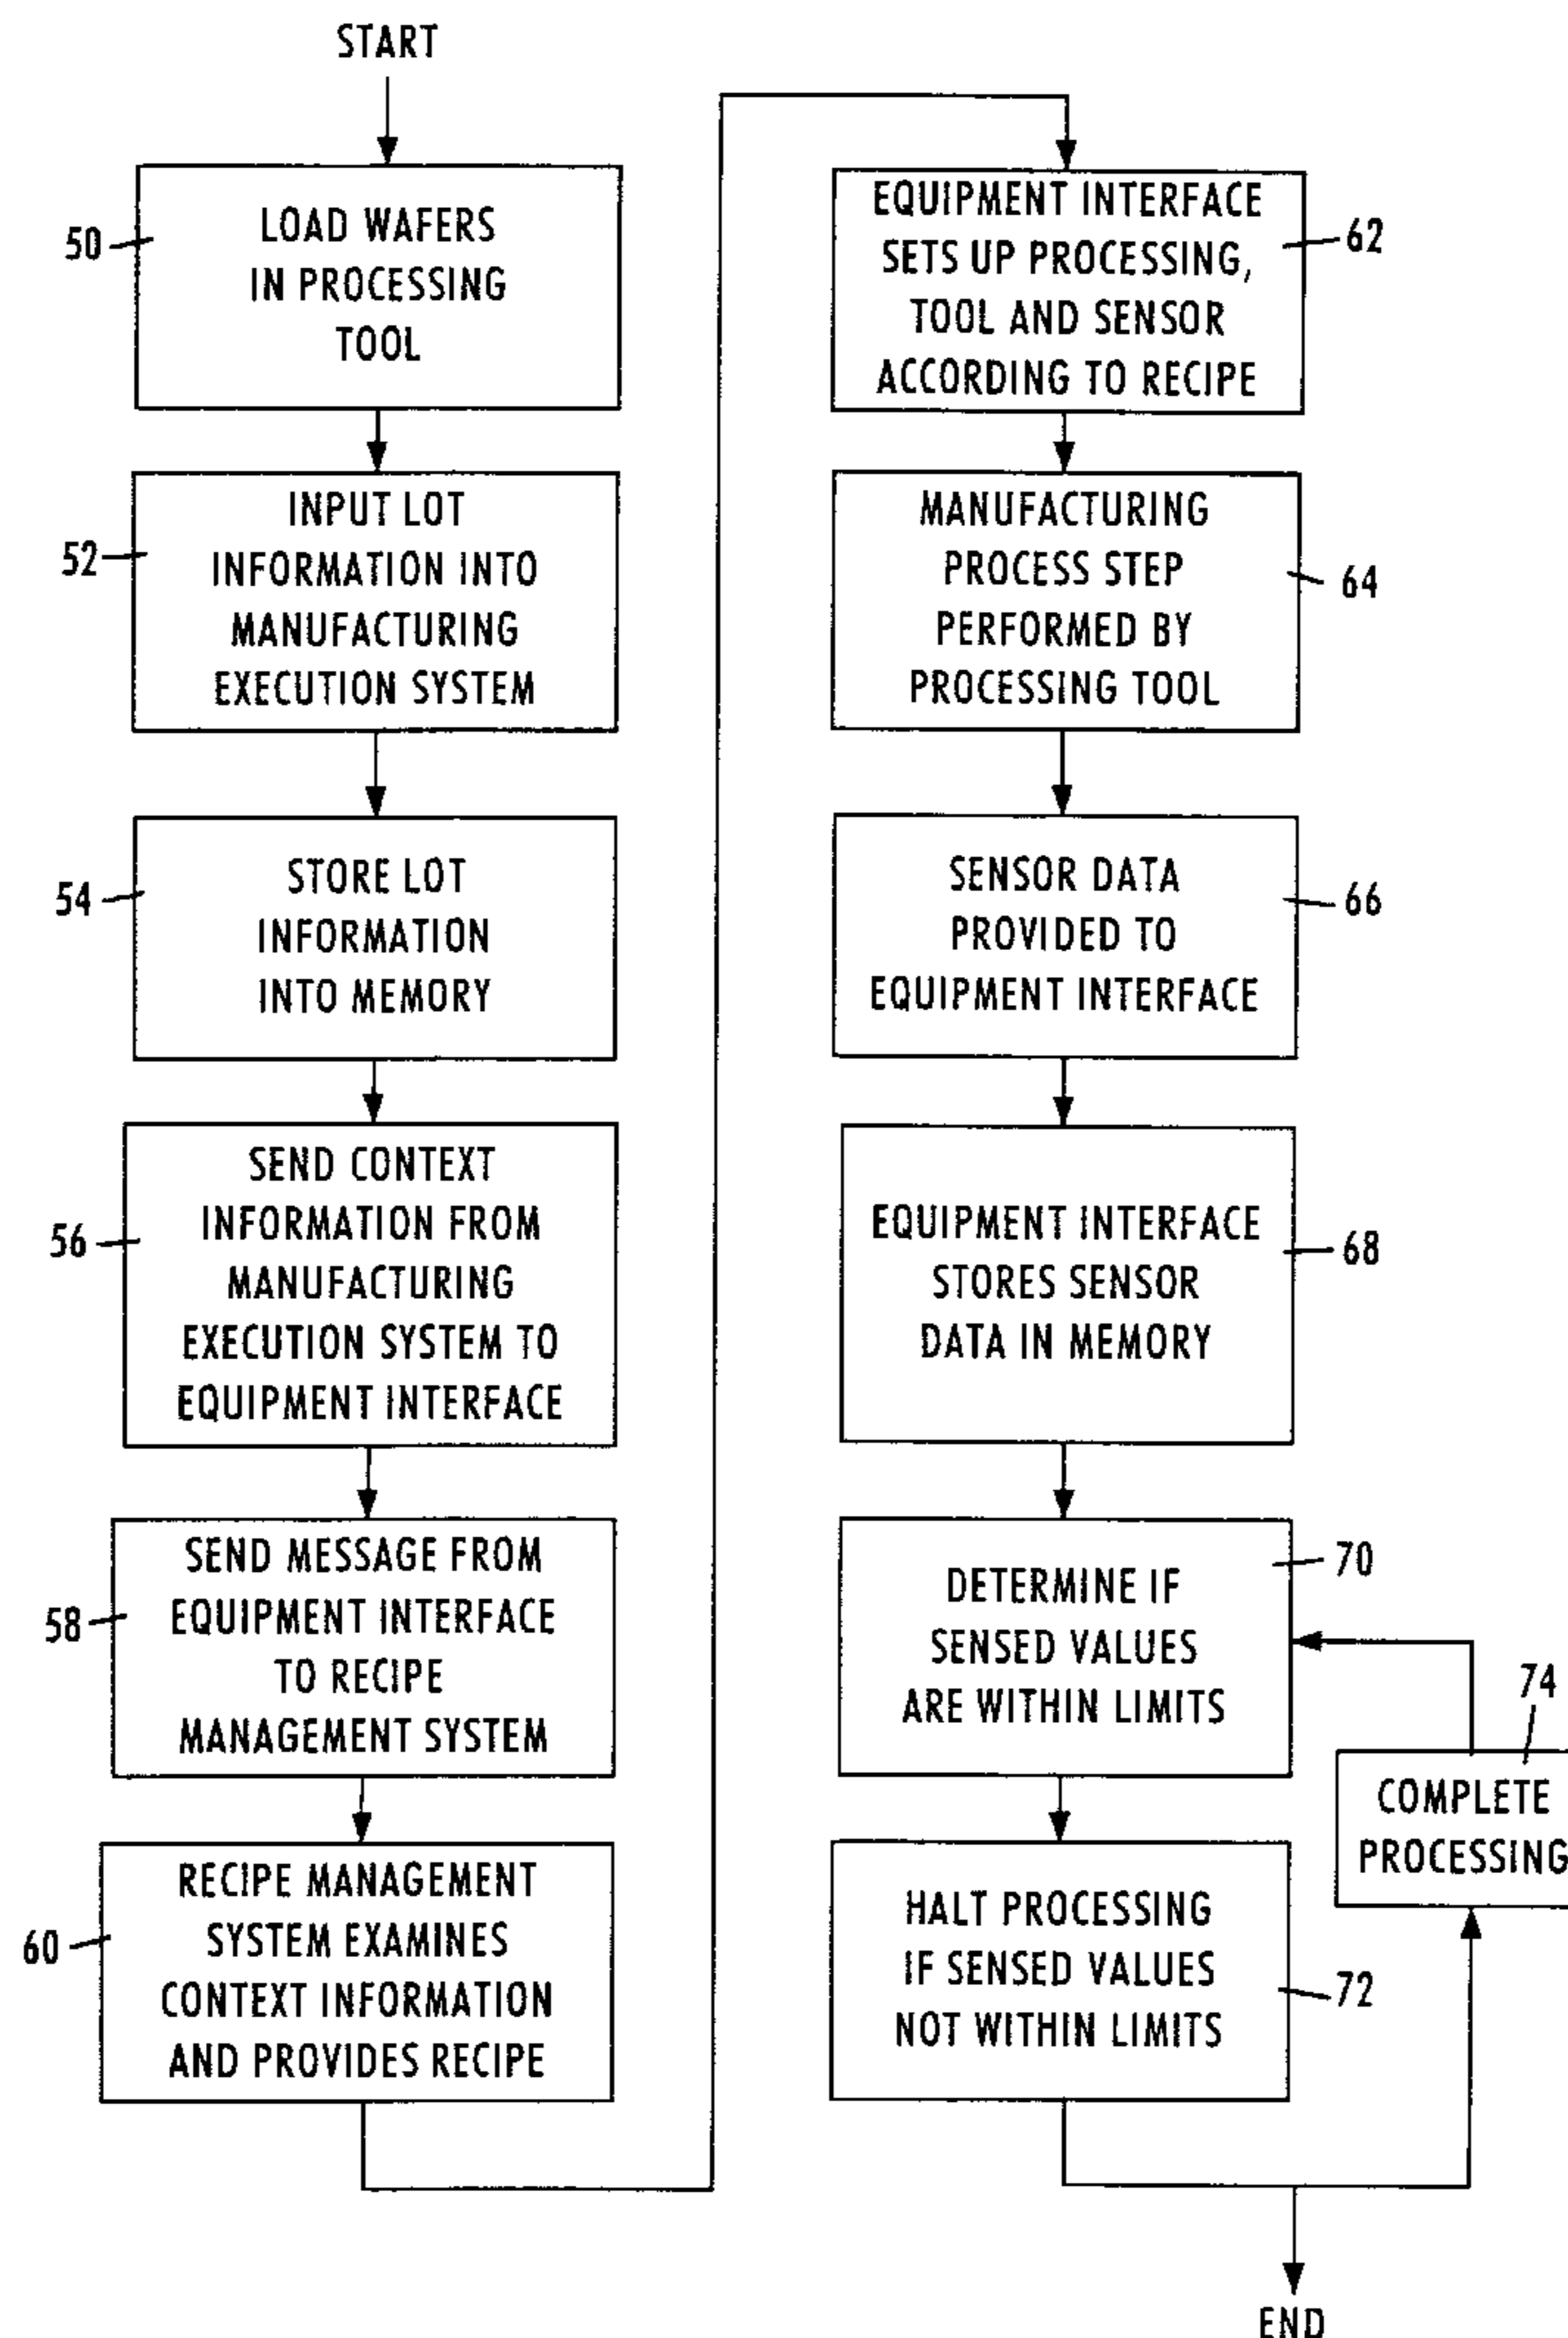 START
50
LOAD WAFERS
IN PROCESSING
TOOL
52
INPUT LOT
INFORMATION INTO
MANUFACTURING
EXECUTION SYSTEM
54
STORE LOT
INFORMATION
INTO MEMORY
56
SEND CONTEXT
INFORMATION FROM
MANUFACTURING
EXECUTION SYSTEM TO
EQUIPMENT INTERFACE
58
SEND MESSAGE FROM
EQUIPMENT INTERFACE
TO RECIPE
MANAGEMENT SYSTEM
60
RECIPE MANAGEMENT
SYSTEM EXAMINES
CONTEXT INFORMATION
AND PROVIDES RECIPE
EQUIPMENT INTERFACE
SETS UP PROCESSING,
TOOL AND SENSOR
ACCORDING TO RECIPE
62
MANUFACTURING
PROCESS STEP
PERFORMED BY
PROCESSING TOOL
64
SENSOR DATA
PROVIDED TO
EQUIPMENT INTERFACE
66
EQUIPMENT INTERFACE
STORES SENSOR
DATA IN MEMORY
68
DETERMINE IF
SENSED VALUES
ARE WITHIN LIMITS
70
HALT PROCESSING
IF SENSED VALUES
NOT WITHIN LIMITS
72
74
COMPLETE
PROCESSING
END